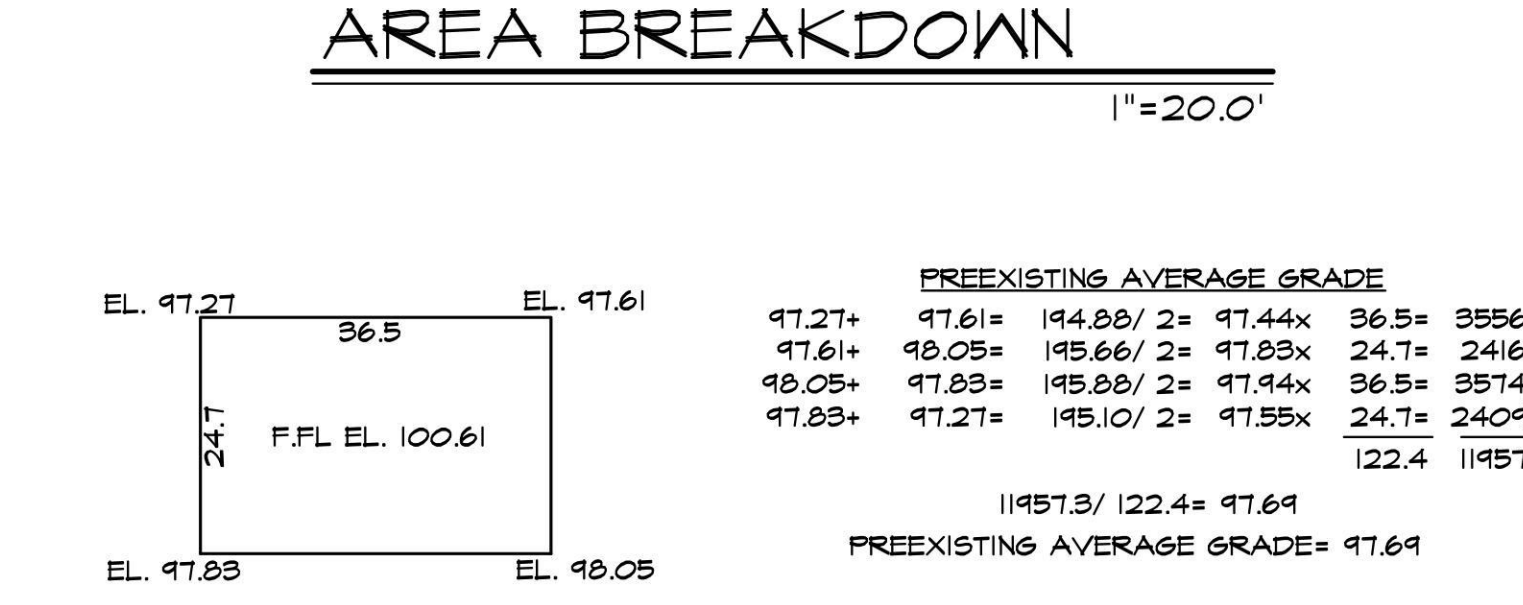 AREA BREAKDOWN
1"=20.0'
EL. 97.27
EL. 97.61
36.5
24.7
F.FL EL. 100.61
EL. 97.83
EL. 98.05
PREEXISTING AVERAGE GRADE
97.27+ 97.61= 194.88/ 2= 97.44x 36.5= 3556
97.61+ 98.05= 195.66/ 2= 97.83x 24.7= 2416
98.05+ 97.83= 195.88/ 2= 97.94x 36.5= 3574
97.83+ 97.27= 195.10/ 2= 97.55x 24.7= 2409
122.4 11957
11957.3/ 122.4= 97.69
PREEXISTING AVERAGE GRADE= 97.69